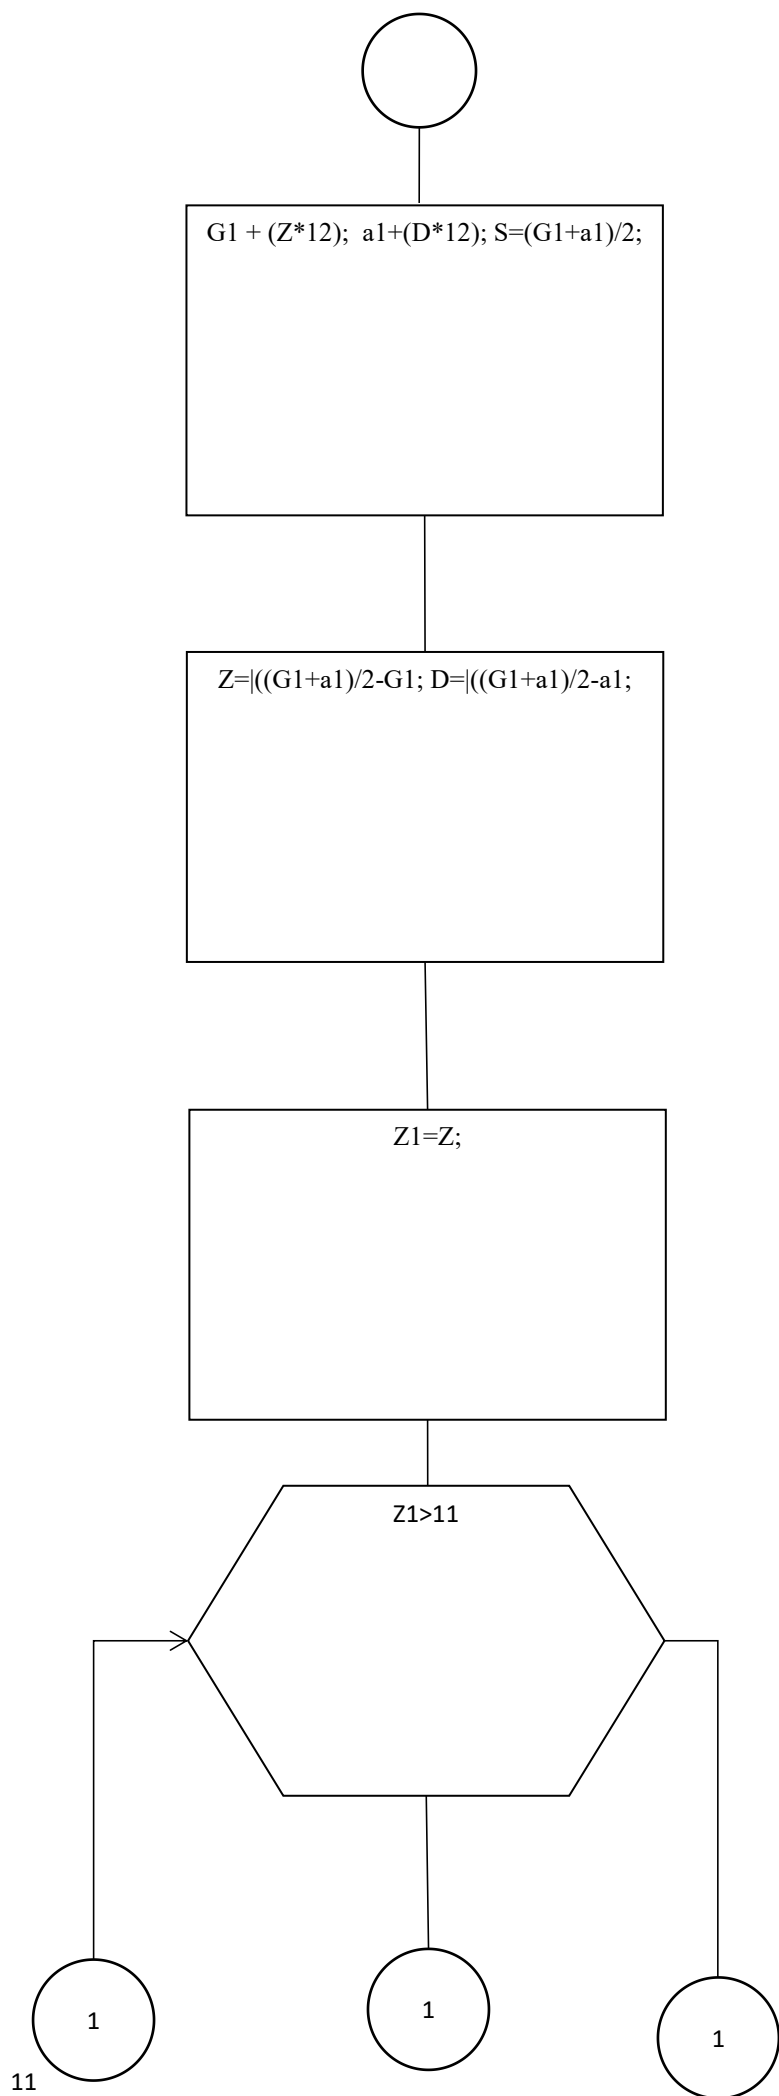 G1 + (Z*12);  a1+(D*12); S=(G1+a1)/2;
Z=|((G1+a1)/2-G1; D=|((G1+a1)/2-a1;
Z1=Z;
Z1>11
1
1
1
11